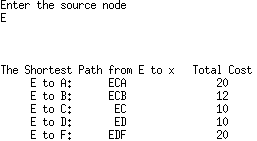 Enter the source node
E
The Shortest Path from E to x Total Cost
E to A: ECA 20
E to B: ECB 12
E to C: EC 10
E to D: ED 10
E to F: EDF 20